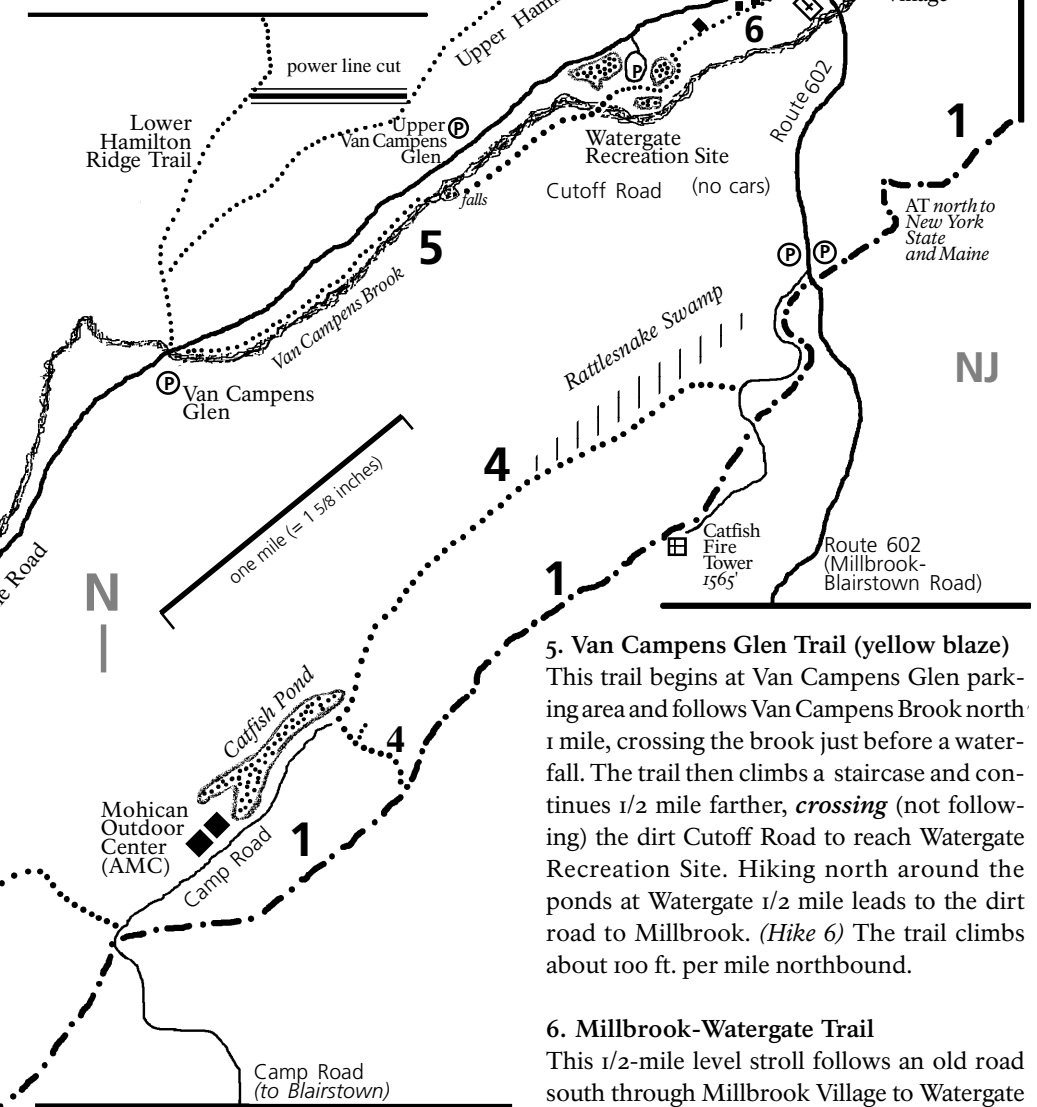 Upper Hamil
6
power line cut
Lower
Hamilton
Ridge Trail
Upper
Van Campens
Glen
P
P
Watergate
Recreation Site
Cutoff Road (no cars)
Route 602
1
falls
5
AT north to
New York
State
and Maine
P
P
Van Campens Brook
Rattlesnake Swamp
NJ
P
Van Campens
Glen
4
one mile (= 1 5/8 inches)
Catfish
Fire
Tower
1565'
Route 602
(Millbrook-
Blairstown Road)
Road
N
1
Catfish Pond
4
Mohican
Outdoor
Center
(AMC)
Camp Road
1
Camp Road
(to Blairstown)
5. Van Campens Glen Trail (yellow blaze)
This trail begins at Van Campens Glen park-
ing area and follows Van Campens Brook north
1 mile, crossing the brook just before a water-
fall. The trail then climbs a staircase and con-
tinues 1/2 mile farther, crossing (not follow-
ing) the dirt Cutoff Road to reach Watergate
Recreation Site. Hiking north around the
ponds at Watergate 1/2 mile leads to the dirt
road to Millbrook. (Hike 6) The trail climbs
about 100 ft. per mile northbound.
6. Millbrook-Watergate Trail
This 1/2-mile level stroll follows an old road
south through Millbrook Village to Watergate